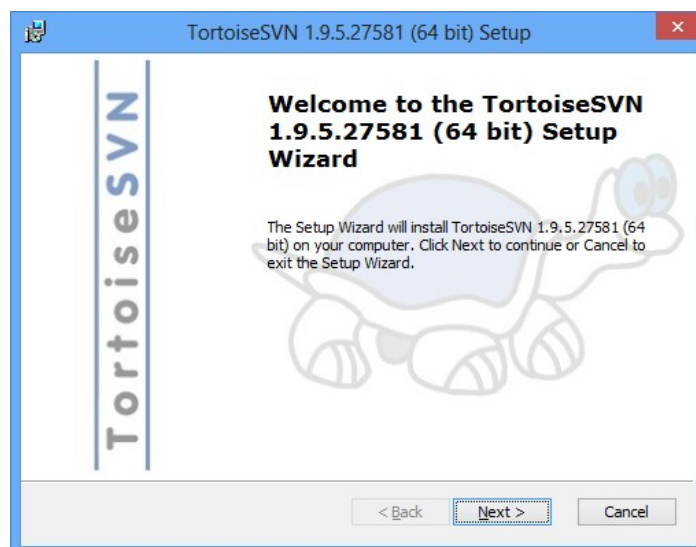 TortoiseSVN 1.9.5.27581 (64 bit) Setup
TortoiseSVN
Welcome to the TortoiseSVN
1.9.5.27581 (64 bit) Setup
Wizard
The Setup Wizard will install TortoiseSVN 1.9.5.27581 (64
bit) on your computer. Click Next to continue or Cancel to
exit the Setup Wizard.
< Back
Next >
Cancel